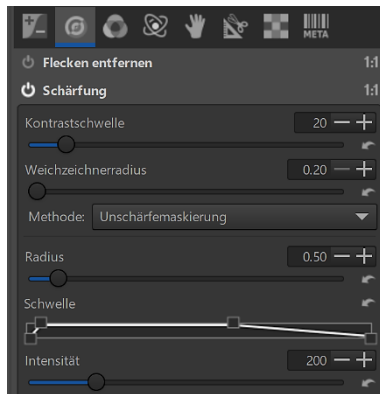 META
Flecken entfernen 1:1
Schärfung 1:1
Kontrastschwelle 20
Weichzeichnerradius 0.20
Methode: Unschärfemaskierung
Radius 0.50
Schwelle
Intensität 200